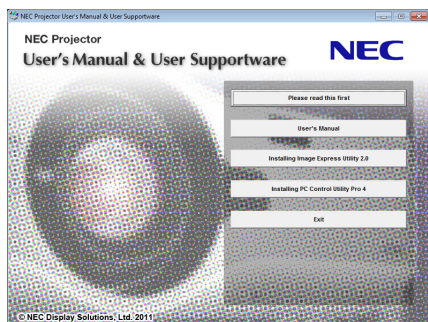 NEC Projector User's Manual & User Supportware
NEC Projector
User's Manual & User Supportware
NEC
Please read this first
User's Manual
Installing Image Express Utility 2.0
Installing PC Control Utility Pro 4
Exit
© NEC Display Solutions, Ltd. 2011